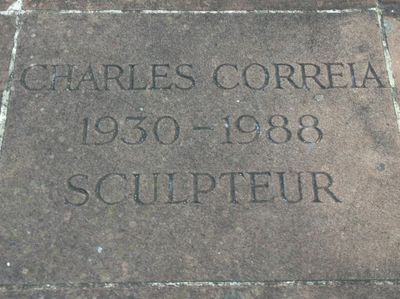 CHARLES CORREIA
1930-1988
SCULPTEUR